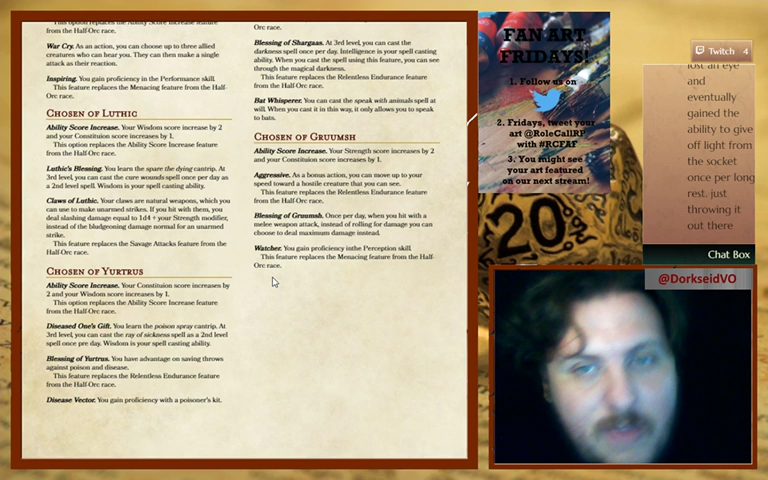 This option replaces the Ability Score Increase feature
from the Half-Orc race.
War Cry. As an action, you can choose up to three allied
creatures who can hear you. They can then make a single
attack as their reaction.
Inspiring. You gain proficiency in the Performance skill.
This feature replaces the Menacing feature from the Half-
Orc race.
CHOSEN OF LUTHIC
Ability Score Increase. Your Wisdom score increase by 2
and your Constituion score increases by 1.
This option replaces the Ability Score Increase feature
from the Half-Orc race.
Luthic's Blessing. You learn the spare the dying cantrip. At
3rd level, you can cast the cure wounds spell once per day as
a 2nd level spell. Wisdom is your spell casting ability.
Claws of Luthic. Your claws are natural weapons, which you
can use to make unarmed strikes. If you hit with them, you
deal slashing damage equal to 1d4 + your Strength modifier,
instead of the bludgeoning damage normal for an unarmed
strike.
This feature replaces the Savage Attacks feature from the
Half-Orc race.
CHOSEN OF YURTRUS
Ability Score Increase. Your Constituion score increases by
2 and your Wisdom score increases by 1.
This option replaces the Ability Score Increase feature
from the Half-Orc race.
Diseased One's Gift. You learn the poison spray cantrip. At
3rd level, you can cast the ray of sickness spell as a 2nd level
spell once per day. Wisdom is your spell casting ability.
Blessing of Yurtrus. You have advantage on saving throws
against poison and disease.
This feature replaces the Relentless Endurance feature
from the Half-Orc race.
Disease Vector. You gain proficiency with a poisoner's kit.
Orc race.
Blessing of Shargaas. At 3rd level, you can cast the
darkness spell once per day. Intelligence is your spell casting
ability. When you cast the spell using this feature, you can see
through the magical darkness.
This feature replaces the Relentless Endurance feature
from the Half-Orc race.
Bat Whisperer. You can cast the speak with animals spell at
will. When you cast it in this way, it only allows you to speak
to bats.
CHOSEN OF GRUUMSH
Ability Score Increase. Your Strength score increases by 2
and your Constituion score increases by 1.
Aggressive. As a bonus action, you can move up to your
speed toward a hostile creature that you can see.
This feature replaces the Relentless Endurance feature
from the Half-Orc race.
Blessing of Gruumsh. Once per day, when you hit with a
melee weapon attack, instead of rolling for damage you can
choose to deal maximum damage instead.
Watcher. You gain proficiency inthe Perception skill.
This feature replaces the Menacing feature from the Half-
Orc race.
FAN ART
FRIDAYS!
1. Follow us on
2. Fridays, tweet your
art @RoleCallRP
with #RCFAF
3. You might see
your art featured
on our next stream!
20
Twitch 4
lost an eye
and
eventually
gained the
ability to give
off light from
the socket
once per long
rest. just
throwing it
out there
Chat Box
@DorkseidVO